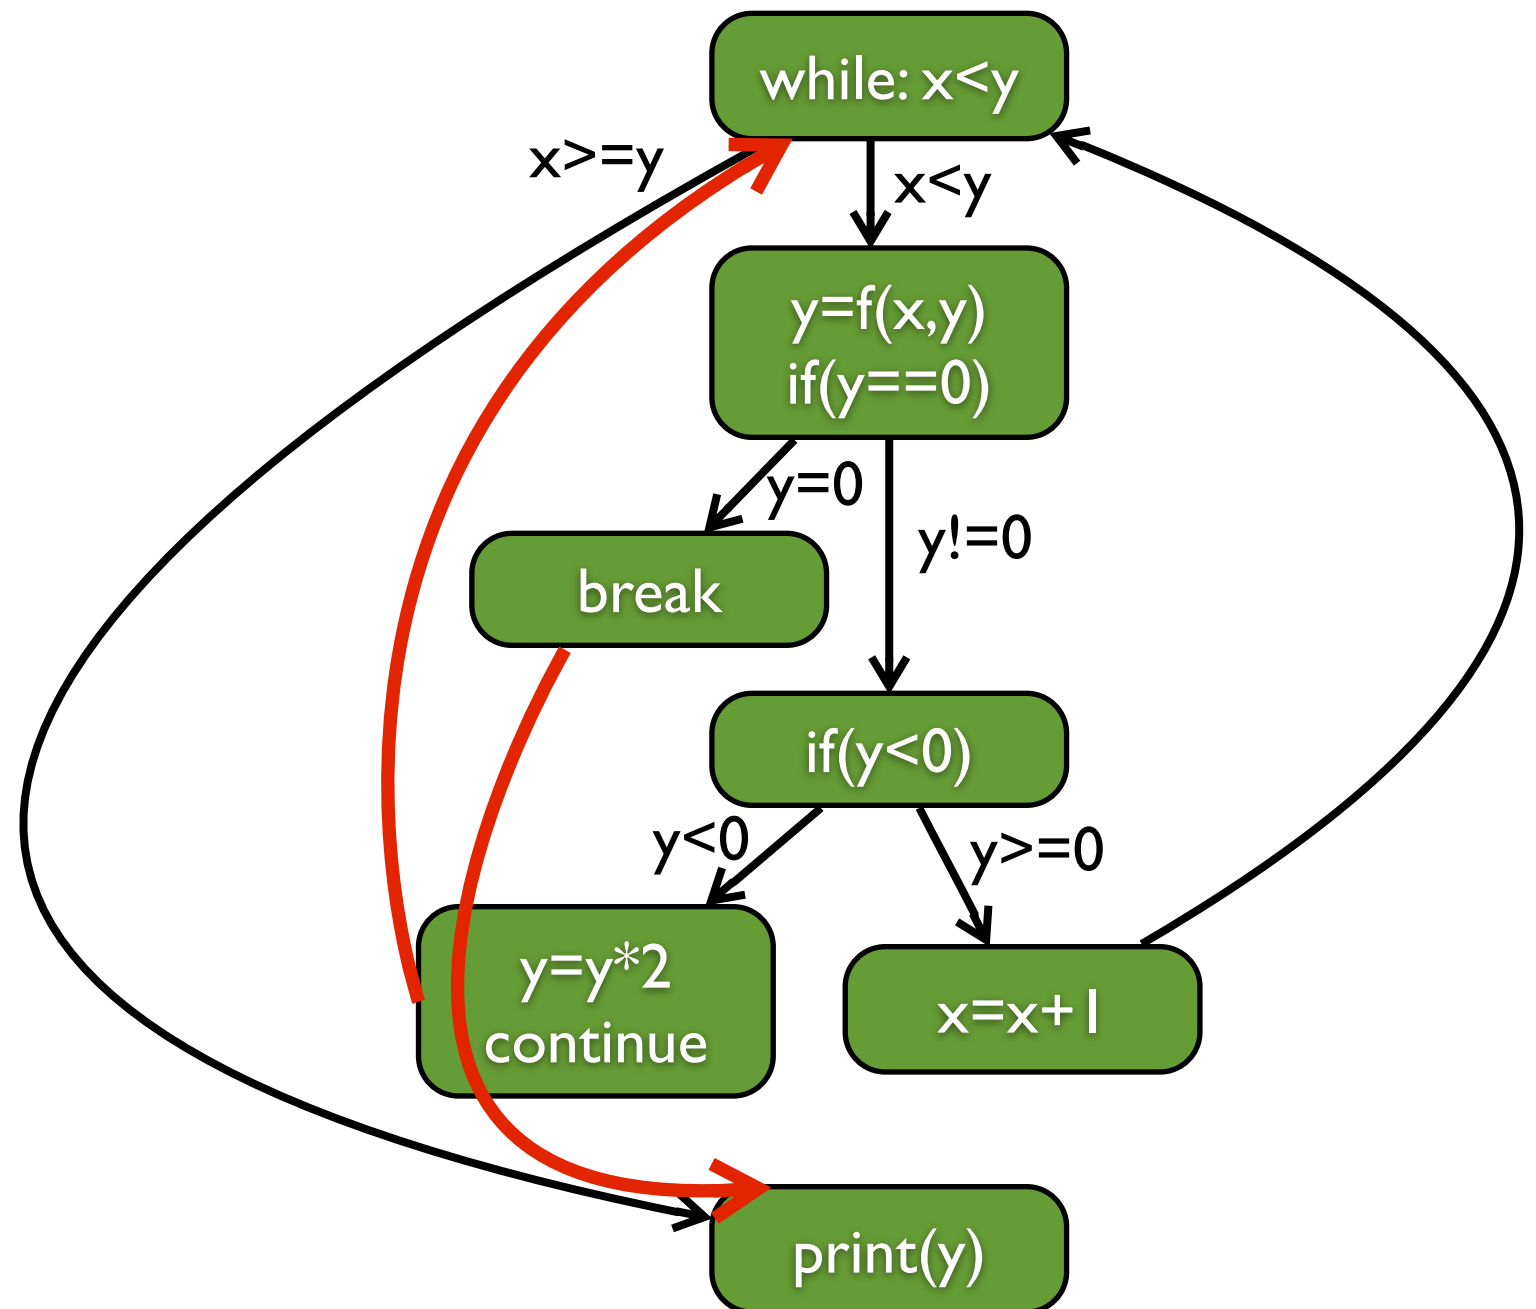 while: x<y
x>=y
x<y
y=f(x,y)
if(y==0)
y=0
y!=0
break
if(y<0)
y<0
y>=0
y=y*2
continue
x=x+1
print(y)